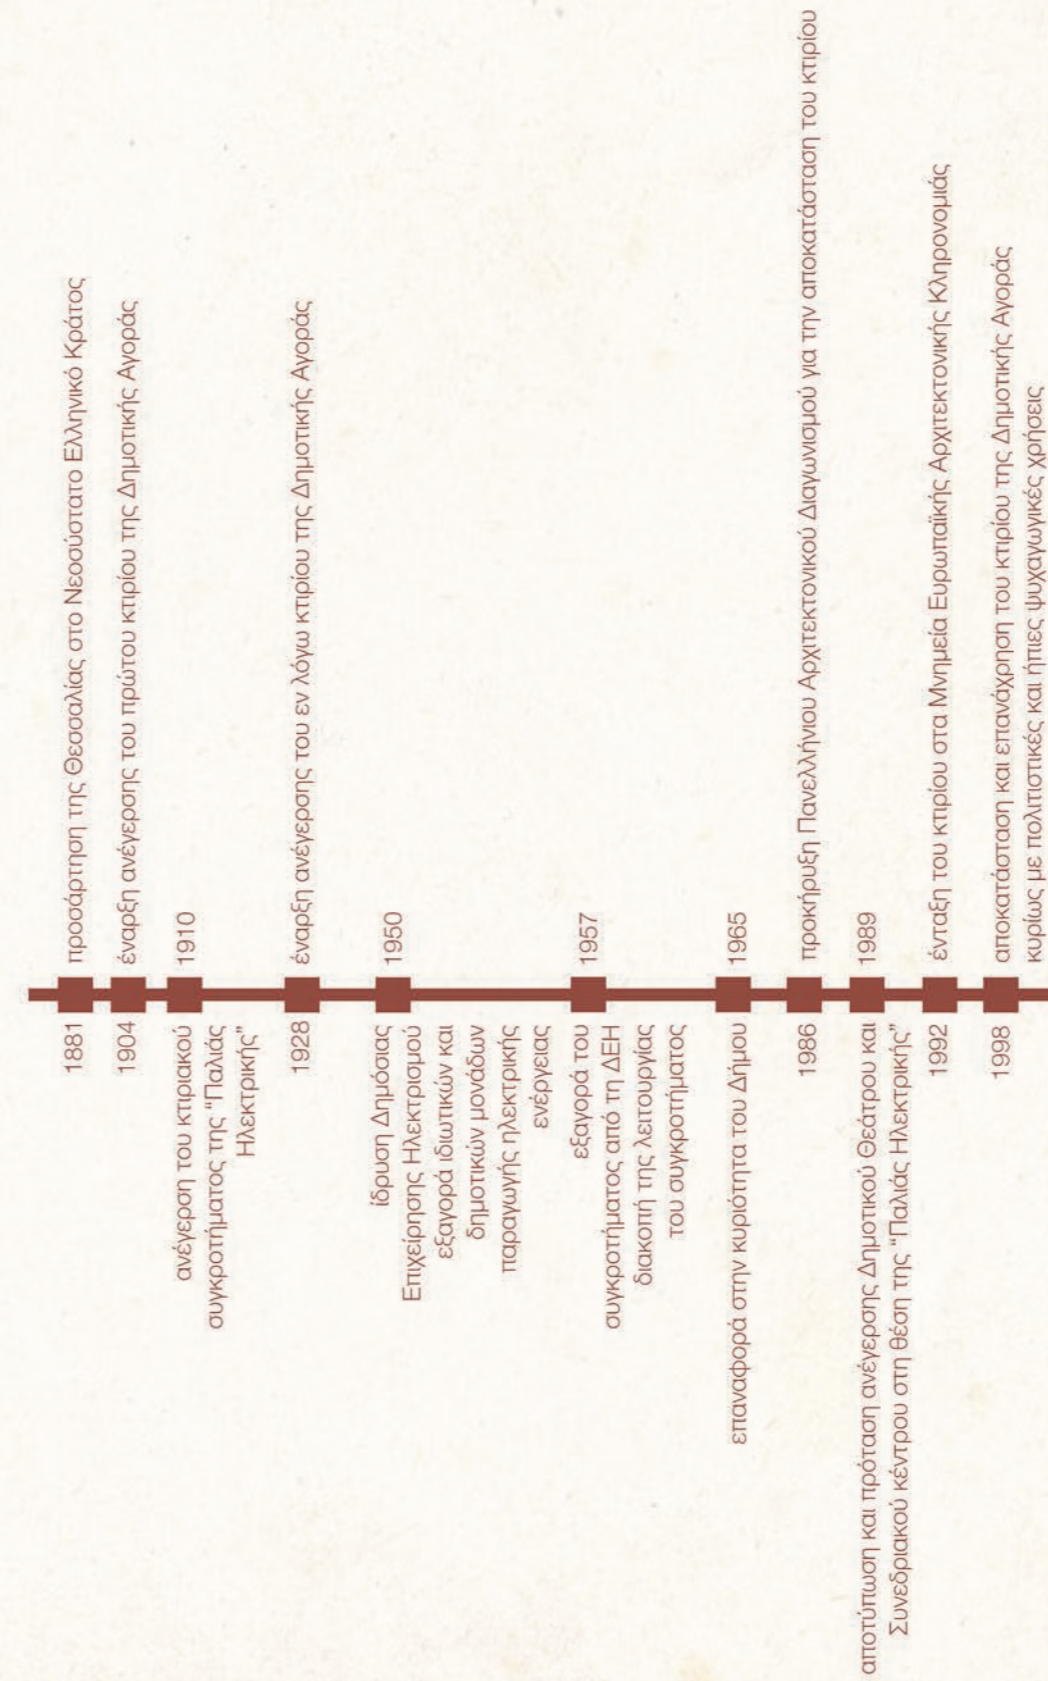 1881 προσάρτηση της Θεσσαλίας στο Νεοσύστατο Ελληνικό Κράτος
1904 έναρξη ανέγερσης του πρώτου κτιρίου της Δημοτικής Αγοράς
1910
ανέγερση του κτιριακού
συγκροτήματος της "Παλιάς
Ηλεκτρικής"
1928 έναρξη ανέγερσης του εν λόγω κτιρίου της Δημοτικής Αγοράς
1950
ίδρυση Δημόσιας
Επιχείρησης Ηλεκτρισμού
εξαγορά ιδιωτικών και
δημοτικών μονάδων
παραγωγής ηλεκτρικής
ενέργειας
1957
εξαγορά του
συγκροτήματος από τη ΔΕΗ
διακοπή της λειτουργίας
του συγκροτήματος
1965
επαναφορά στην κυριότητα του Δήμου
1986 προκήρυξη Πανελλήνιου Αρχιτεκτονικού Διαγωνισμού για την αποκατάσταση του κτιρίου
1989
αποτύπωση και πρόταση ανέγερσης Δημοτικού Θεάτρου και
Συνεδριακού κέντρου στη θέση της "Παλιάς Ηλεκτρικής"
1992 ένταξη του κτιρίου στα Μνημεία Ευρωπαϊκής Αρχιτεκτονικής Κληρονομιάς
1998 αποκατάσταση και επανάχρηση του κτιρίου της Δημοτικής Αγοράς
κυρίως με πολιτιστικές και ήπιες ψυχαγωγικές χρήσεις